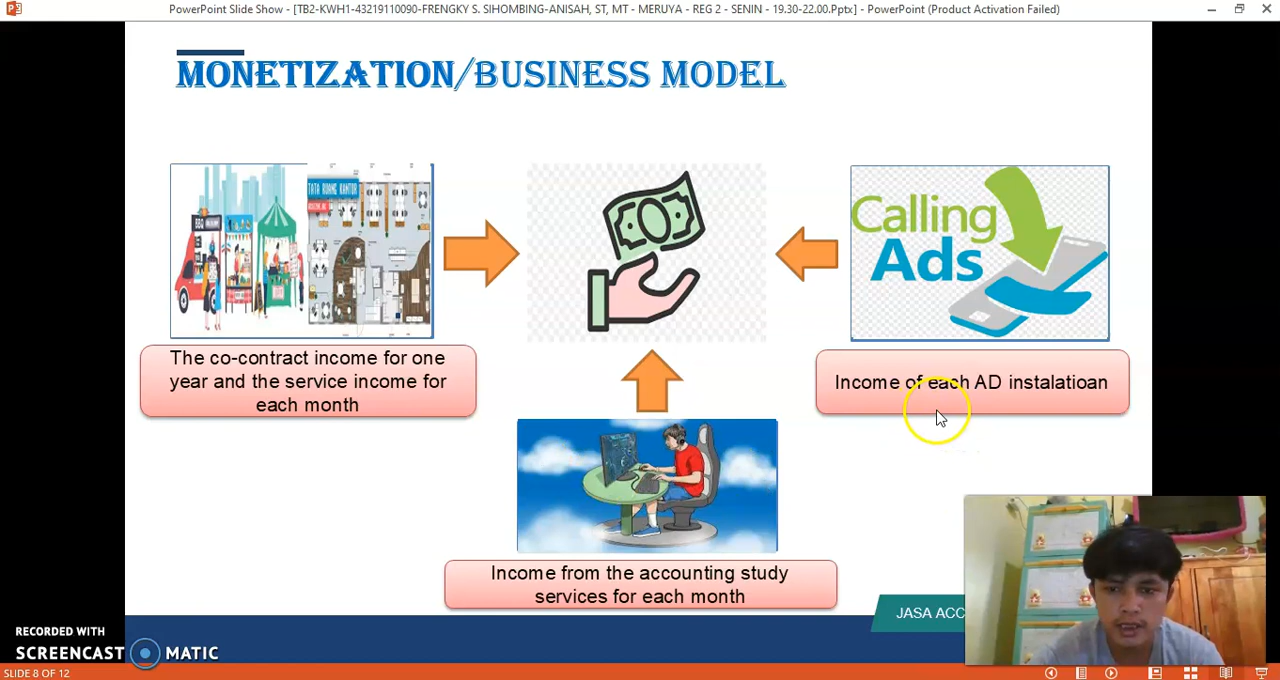 PowerPoint Slide Show - [TB2-KWH1-43219110090-FRENGKY S. SIHOMBING-ANISAH, ST, MT - MERUYA - REG 2 - SENIN - 19.30-22.00.Pptx] - PowerPoint (Product Activation Failed)
MONETIZATION/BUSINESS MODEL
BBQ
TATA RUANG KANTOR
Calling
Ads
The co-contract income for one
year and the service income for
each month
Income of each AD instalatioan
Income from the accounting study
services for each month
JASA ACC
RECORDED WITH
SCREENCAST MATIC
SLIDE 8 OF 12